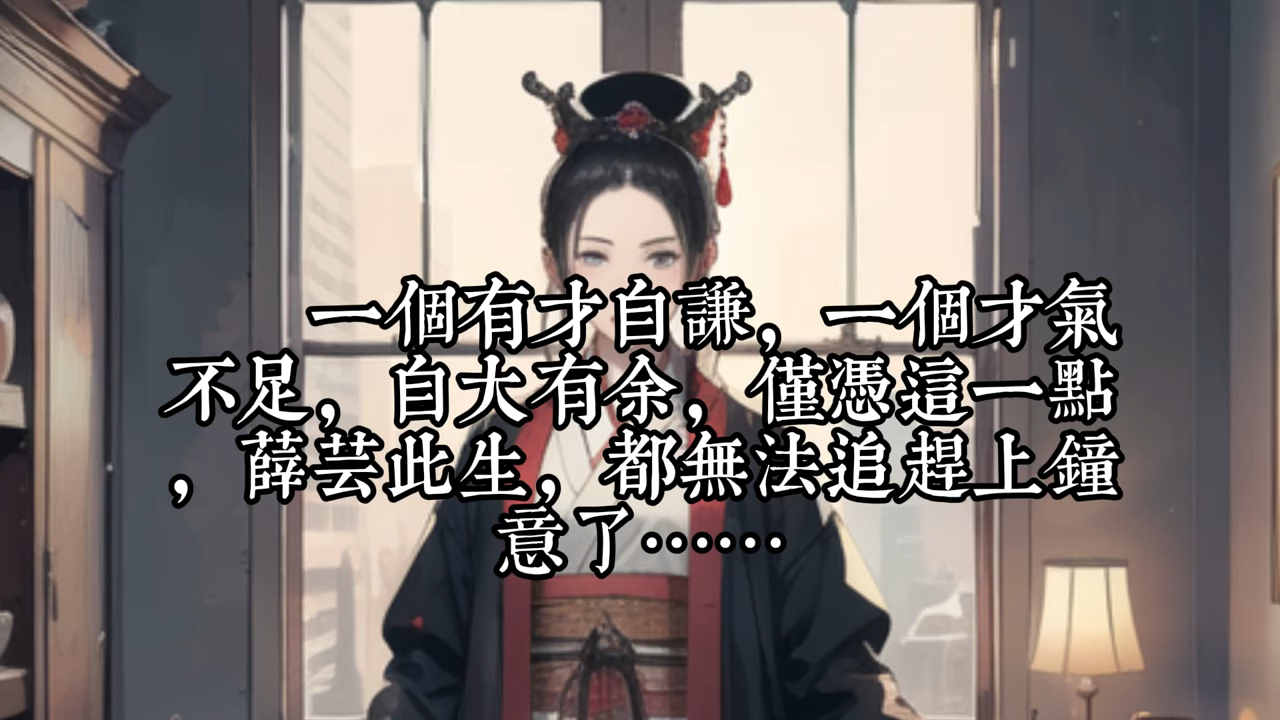 一個有才自謙，一個才氣
不足，自大有余，僅憑這一點
，薛芸此生，都無法追趕上鐘
意了……